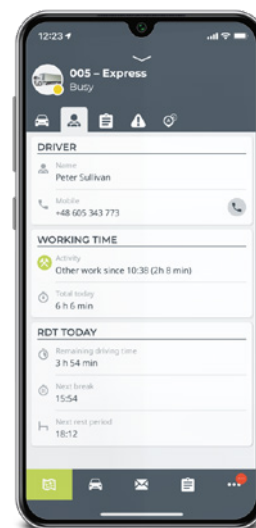 12:23
005 – Express
Busy
DRIVER
Name
Peter Sullivan
Mobile
+48 605 343 773
WORKING TIME
Activity
Other work since 10:38 (2h 8 min)
Total today
6 h 6 min
RDT TODAY
Remaining driving time
3 h 54 min
Next break
15:54
Next rest period
18:12